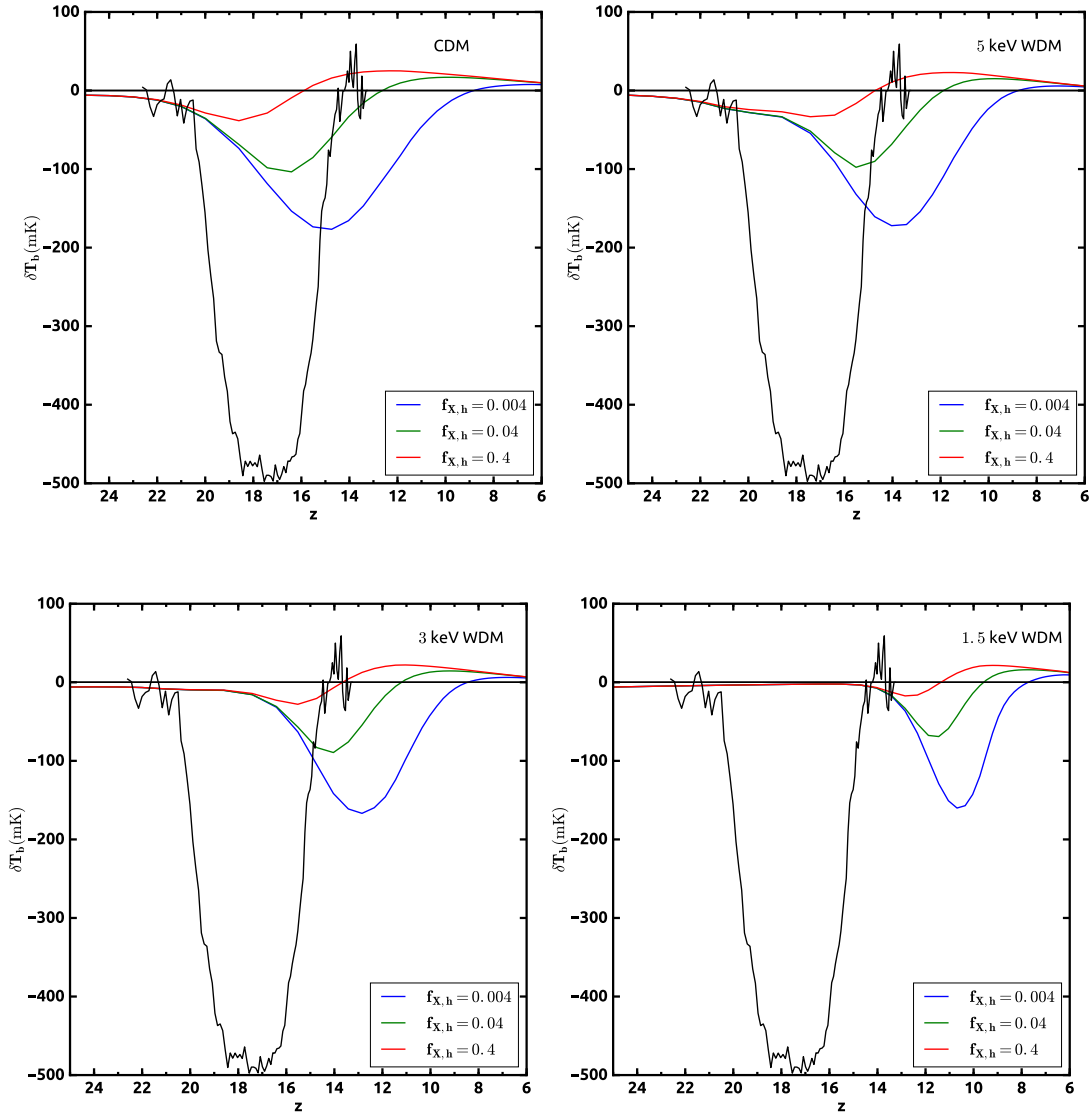 CDM
100
0
−100
−200
−300
−400
−500
δT_b(mK)
24 22 20 18 16 14 12 10 8 6
z
f_X,h = 0.004
f_X,h = 0.04
f_X,h = 0.4
5 keV WDM
100
0
−100
−200
−300
−400
−500
δT_b(mK)
24 22 20 18 16 14 12 10 8 6
z
f_X,h = 0.004
f_X,h = 0.04
f_X,h = 0.4
3 keV WDM
100
0
−100
−200
−300
−400
−500
δT_b(mK)
24 22 20 18 16 14 12 10 8 6
z
f_X,h = 0.004
f_X,h = 0.04
f_X,h = 0.4
1.5 keV WDM
100
0
−100
−200
−300
−400
−500
δT_b(mK)
24 22 20 18 16 14 12 10 8 6
z
f_X,h = 0.004
f_X,h = 0.04
f_X,h = 0.4